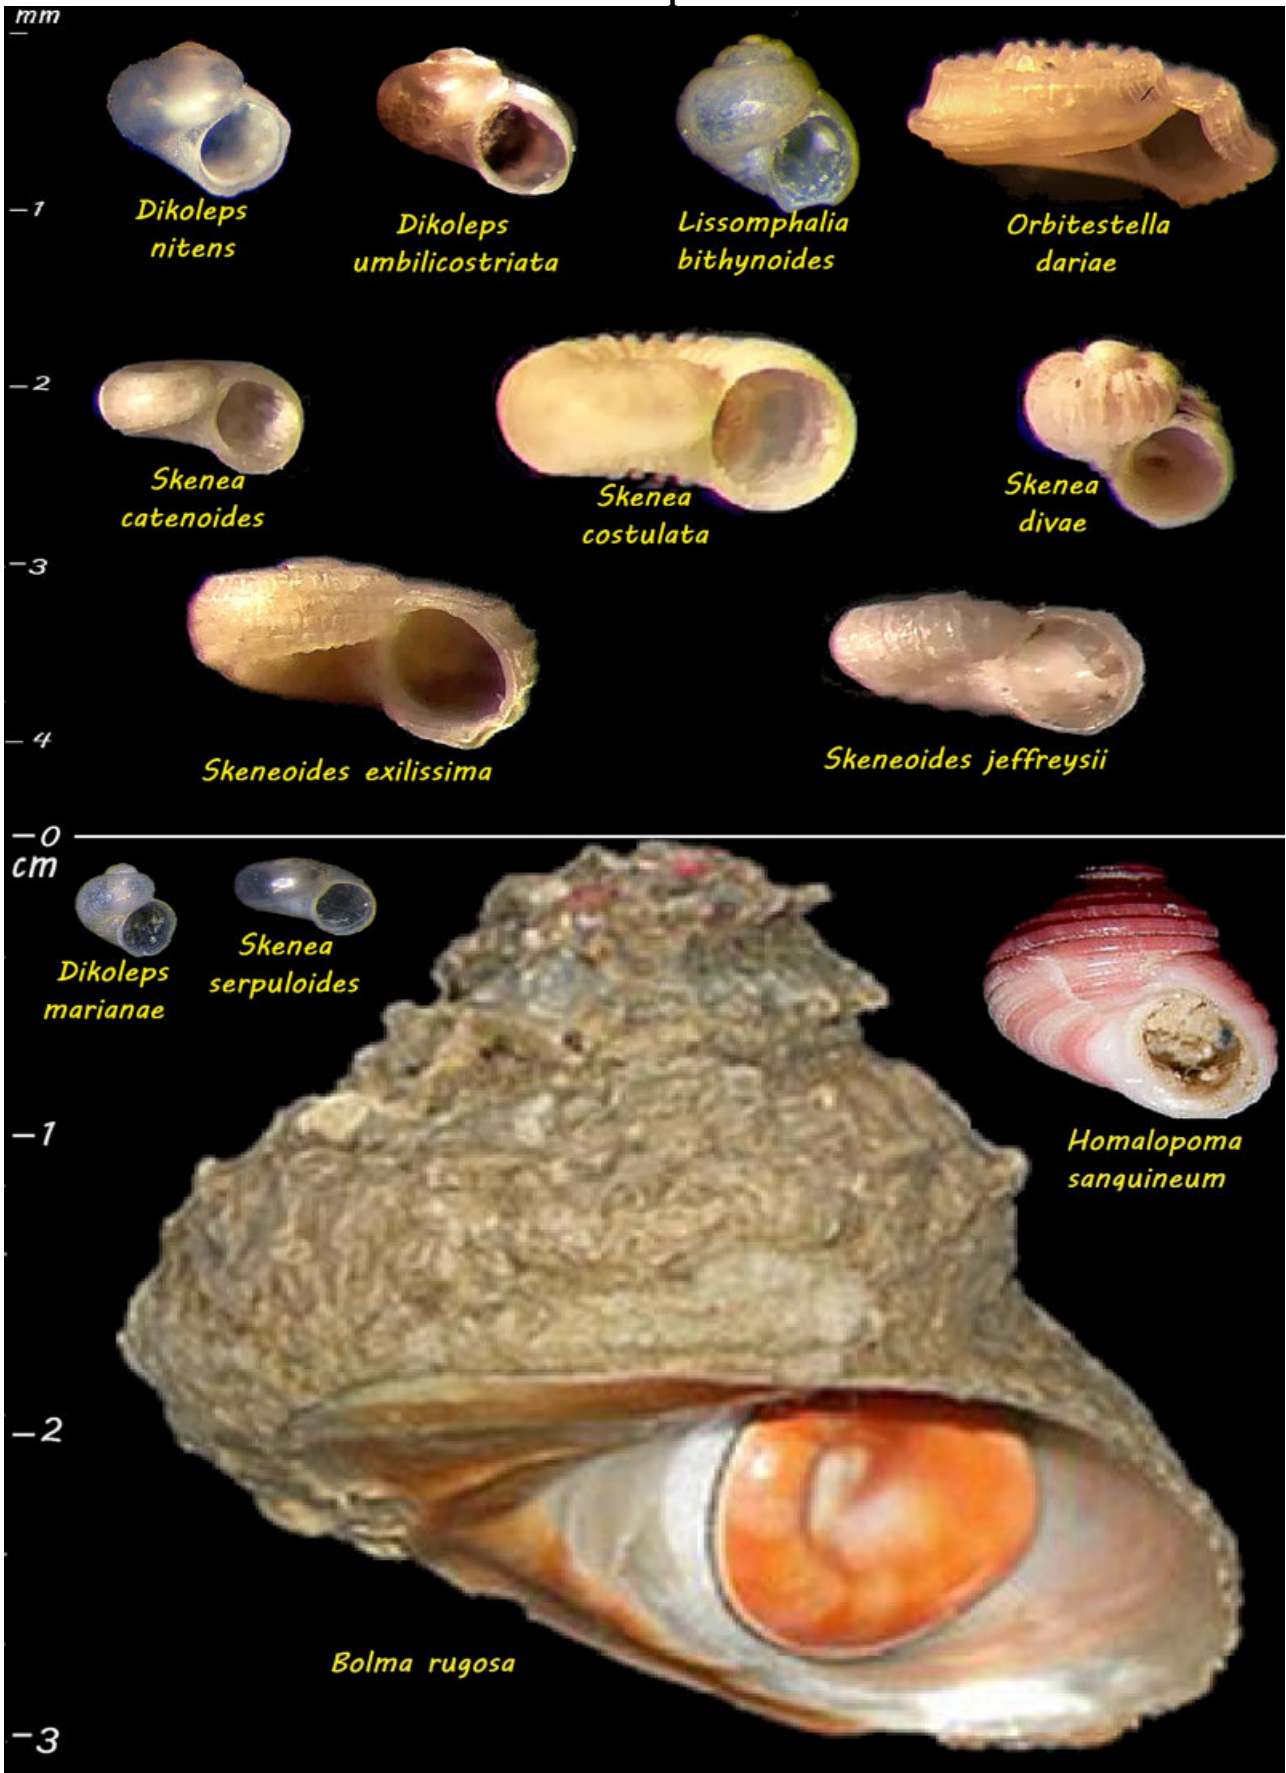 mm
Dikoleps
nitens
Dikoleps
umbilicostriata
Lissomphalia
bithynoides
Orbitestella
dariae
-1
-2
Skenea
catenoides
Skenea
costulata
Skenea
divae
-3
-4
Skeneoides exilissima
Skeneoides jeffreysii
-0
cm
Dikoleps
marianae
Skenea
serpuloides
-1
Homalopoma
sanguineum
-2
Bolma rugosa
-3